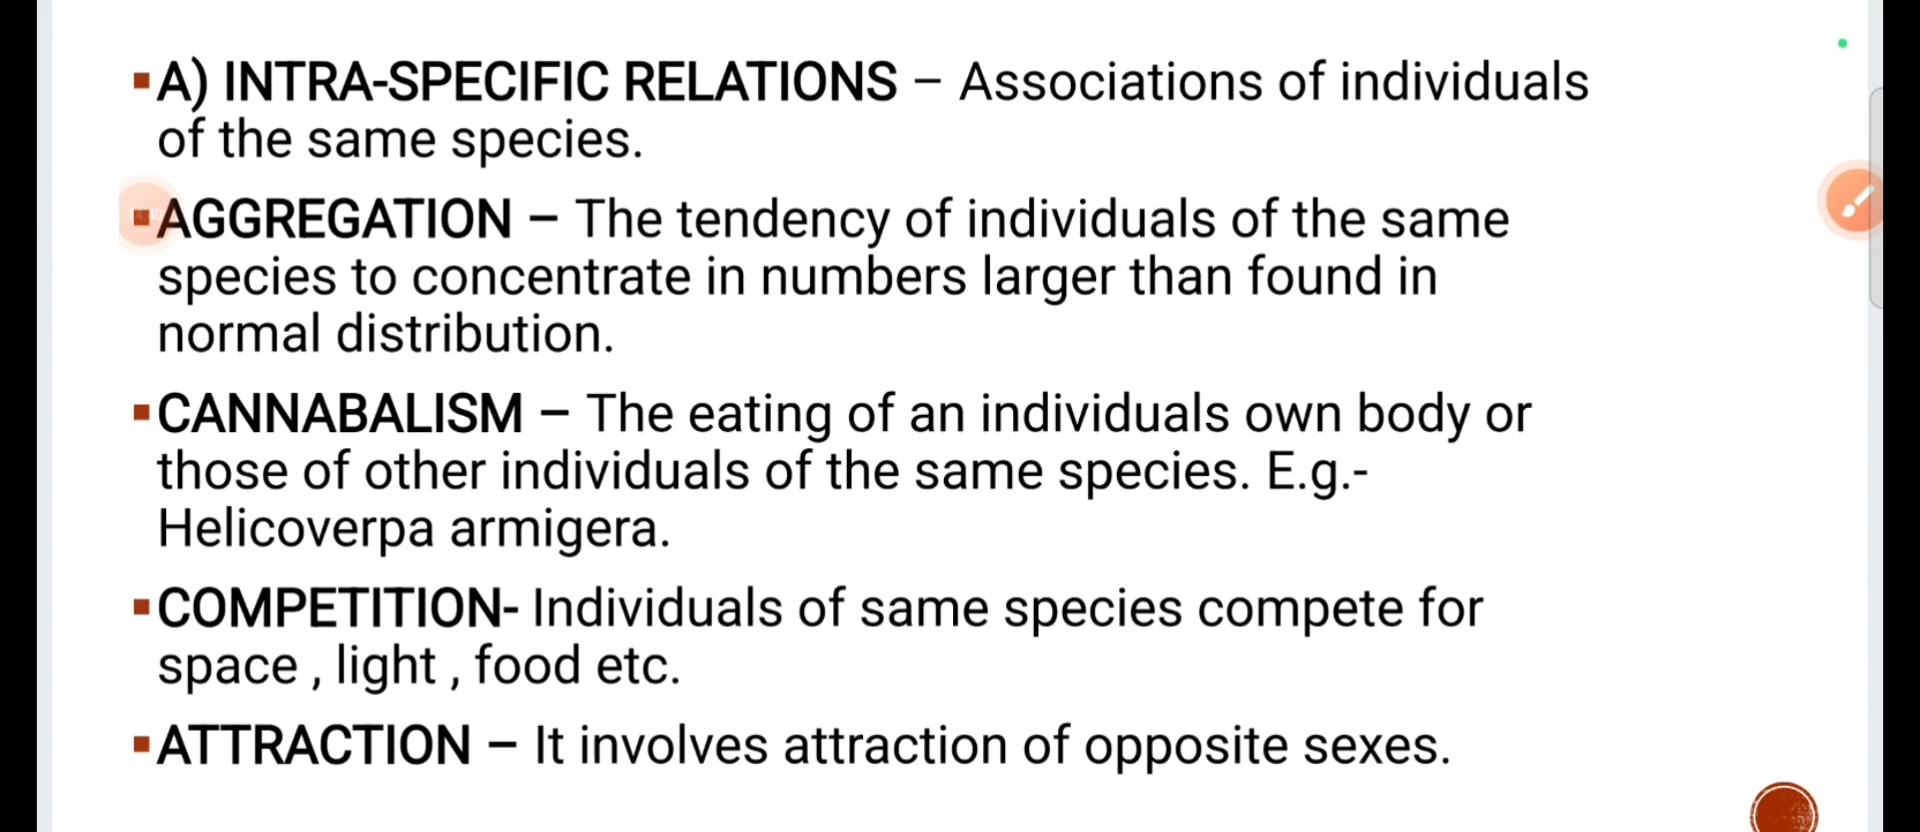 A) INTRA-SPECIFIC RELATIONS – Associations of individuals
of the same species.
AGGREGATION – The tendency of individuals of the same
species to concentrate in numbers larger than found in
normal distribution.
CANNABALISM – The eating of an individuals own body or
those of other individuals of the same species. E.g.-
Helicoverpa armigera.
COMPETITION- Individuals of same species compete for
space , light , food etc.
ATTRACTION – It involves attraction of opposite sexes.